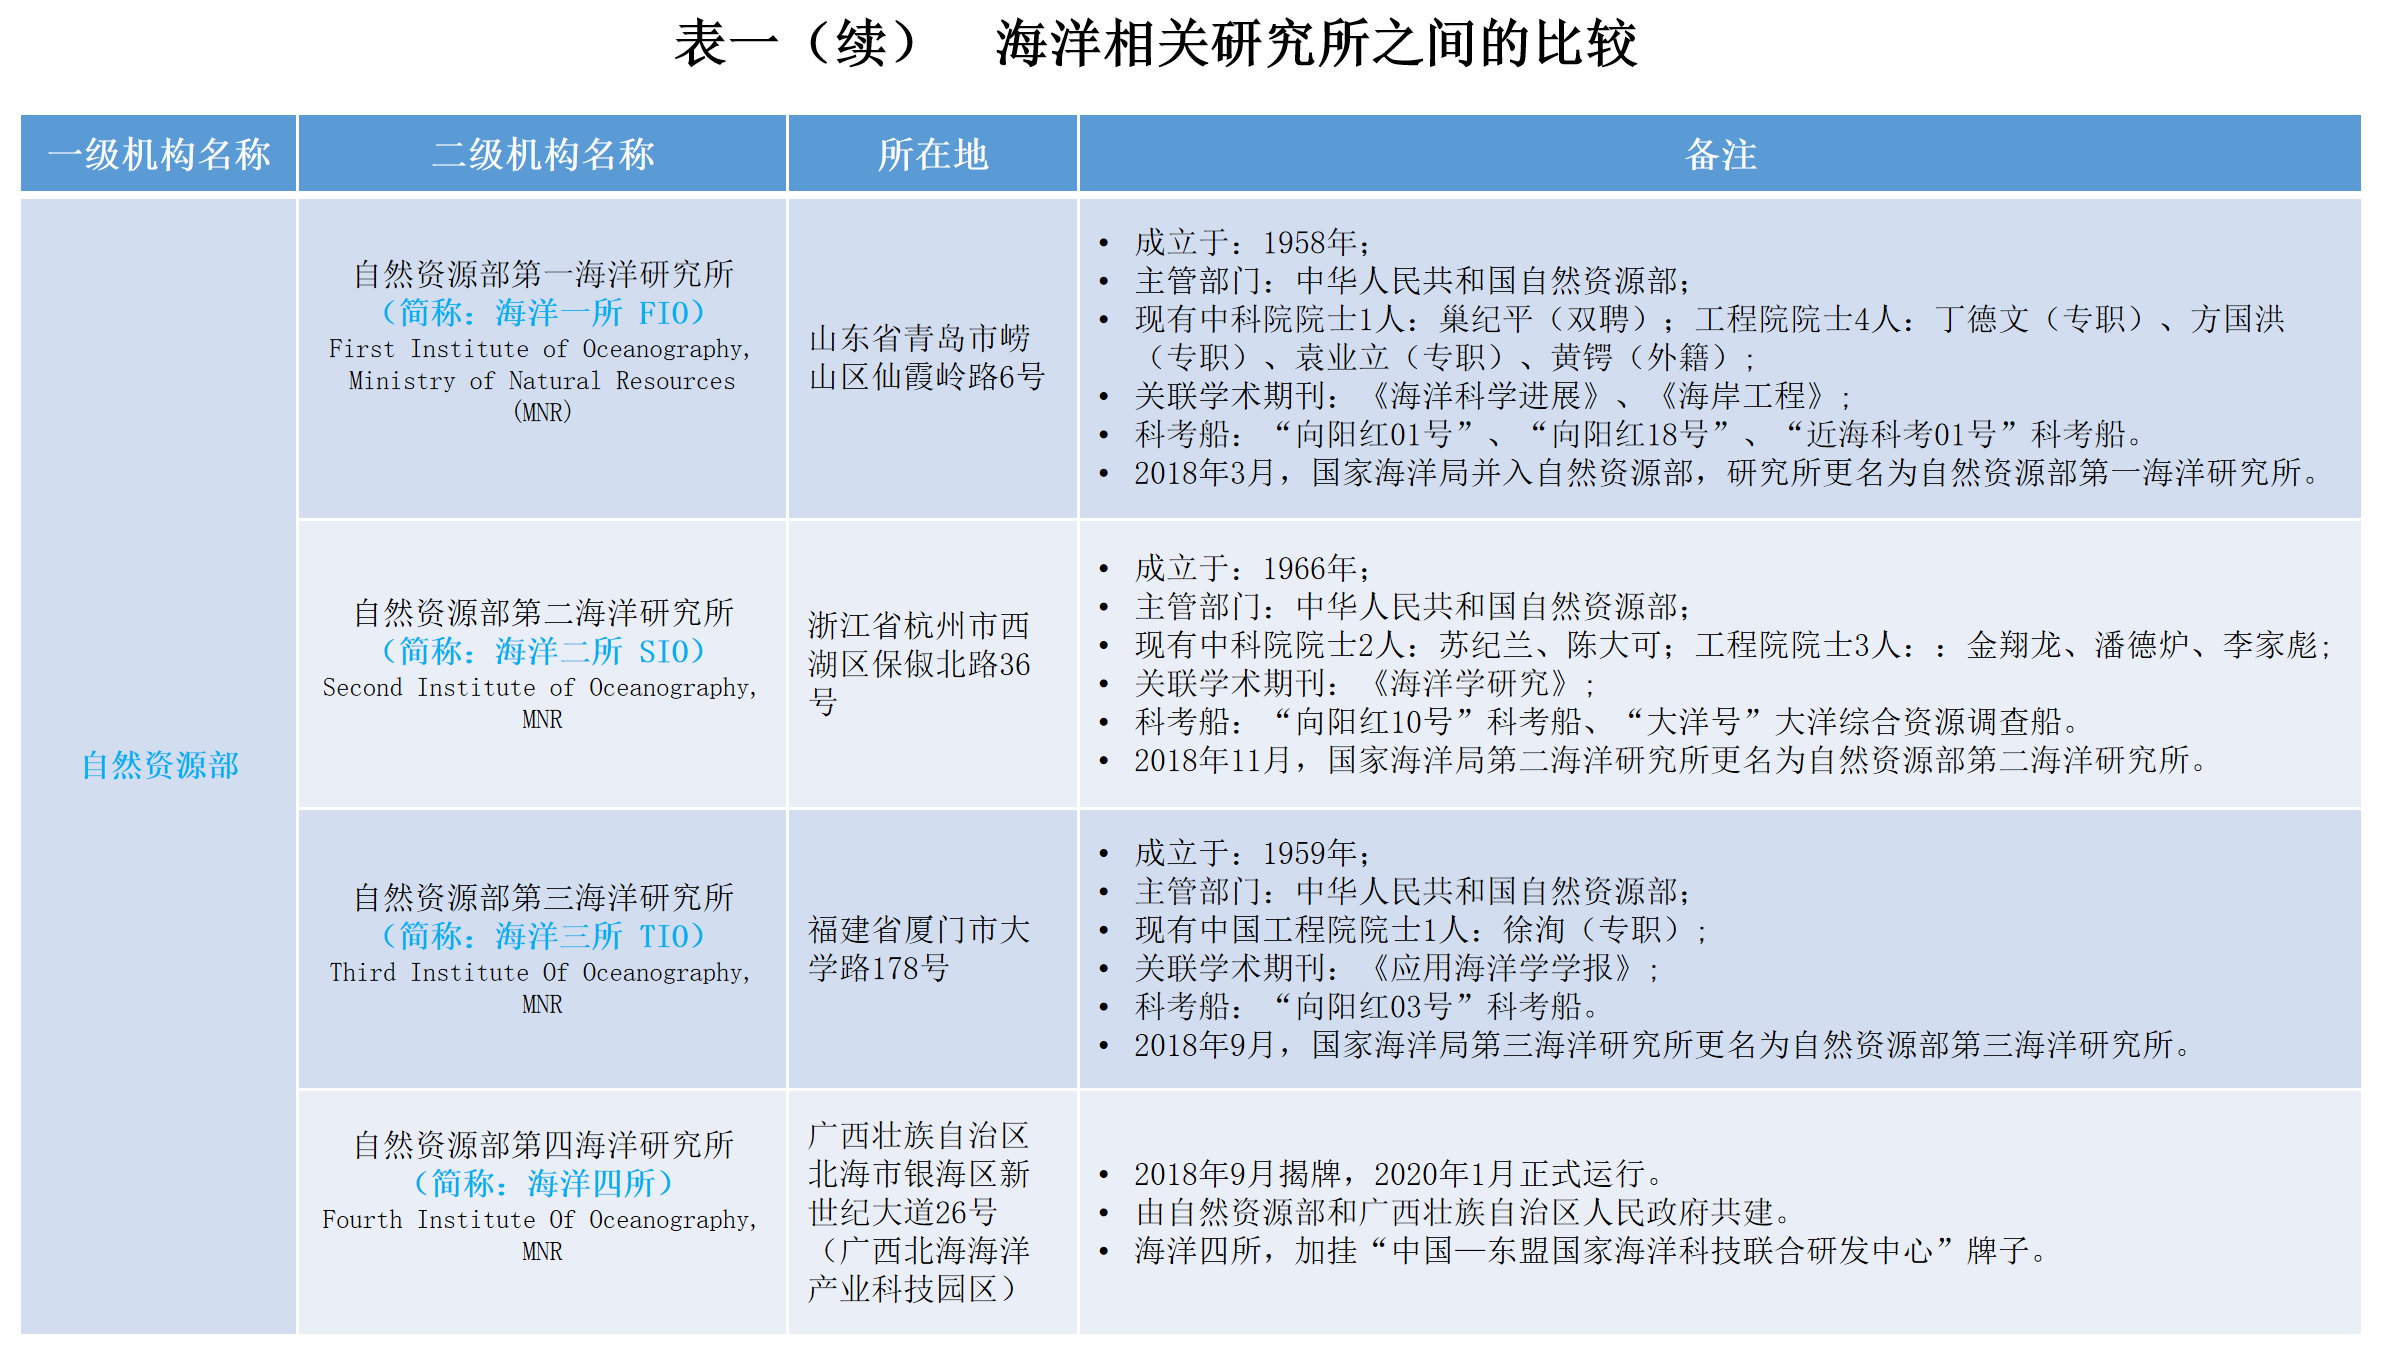 表一（续）　海洋相关研究所之间的比较
一级机构名称
二级机构名称
所在地
备注
自然资源部
自然资源部第一海洋研究所
（简称：海洋一所 FIO）
First Institute of Oceanography,
Ministry of Natural Resources
(MNR)
山东省青岛市崂
山区仙霞岭路6号
• 成立于：1958年；
• 主管部门：中华人民共和国自然资源部；
• 现有中科院院士1人：巢纪平（双聘）；工程院院士4人：丁德文（专职）、方国洪
（专职）、袁业立（专职）、黄锷（外籍）;
• 关联学术期刊：《海洋科学进展》、《海岸工程》;
• 科考船：“向阳红01号”、“向阳红18号”、“近海科考01号”科考船。
• 2018年3月，国家海洋局并入自然资源部，研究所更名为自然资源部第一海洋研究所。
自然资源部第二海洋研究所
（简称：海洋二所 SIO）
Second Institute of Oceanography,
MNR
浙江省杭州市西
湖区保俶北路36
号
• 成立于：1966年；
• 主管部门：中华人民共和国自然资源部；
• 现有中科院院士2人：苏纪兰、陈大可；工程院院士3人：：金翔龙、潘德炉、李家彪;
• 关联学术期刊：《海洋学研究》;
• 科考船：“向阳红10号”科考船、“大洋号”大洋综合资源调查船。
• 2018年11月，国家海洋局第二海洋研究所更名为自然资源部第二海洋研究所。
自然资源部第三海洋研究所
（简称：海洋三所 TIO）
Third Institute Of Oceanography,
MNR
福建省厦门市大
学路178号
• 成立于：1959年；
• 主管部门：中华人民共和国自然资源部；
• 现有中国工程院院士1人：徐洵（专职）;
• 关联学术期刊：《应用海洋学学报》;
• 科考船：“向阳红03号”科考船。
• 2018年9月，国家海洋局第三海洋研究所更名为自然资源部第三海洋研究所。
自然资源部第四海洋研究所
（简称：海洋四所）
Fourth Institute Of Oceanography,
MNR
广西壮族自治区
北海市银海区新
世纪大道26号
（广西北海海洋
产业科技园区）
• 2018年9月揭牌，2020年1月正式运行。
• 由自然资源部和广西壮族自治区人民政府共建。
• 海洋四所，加挂“中国—东盟国家海洋科技联合研发中心”牌子。